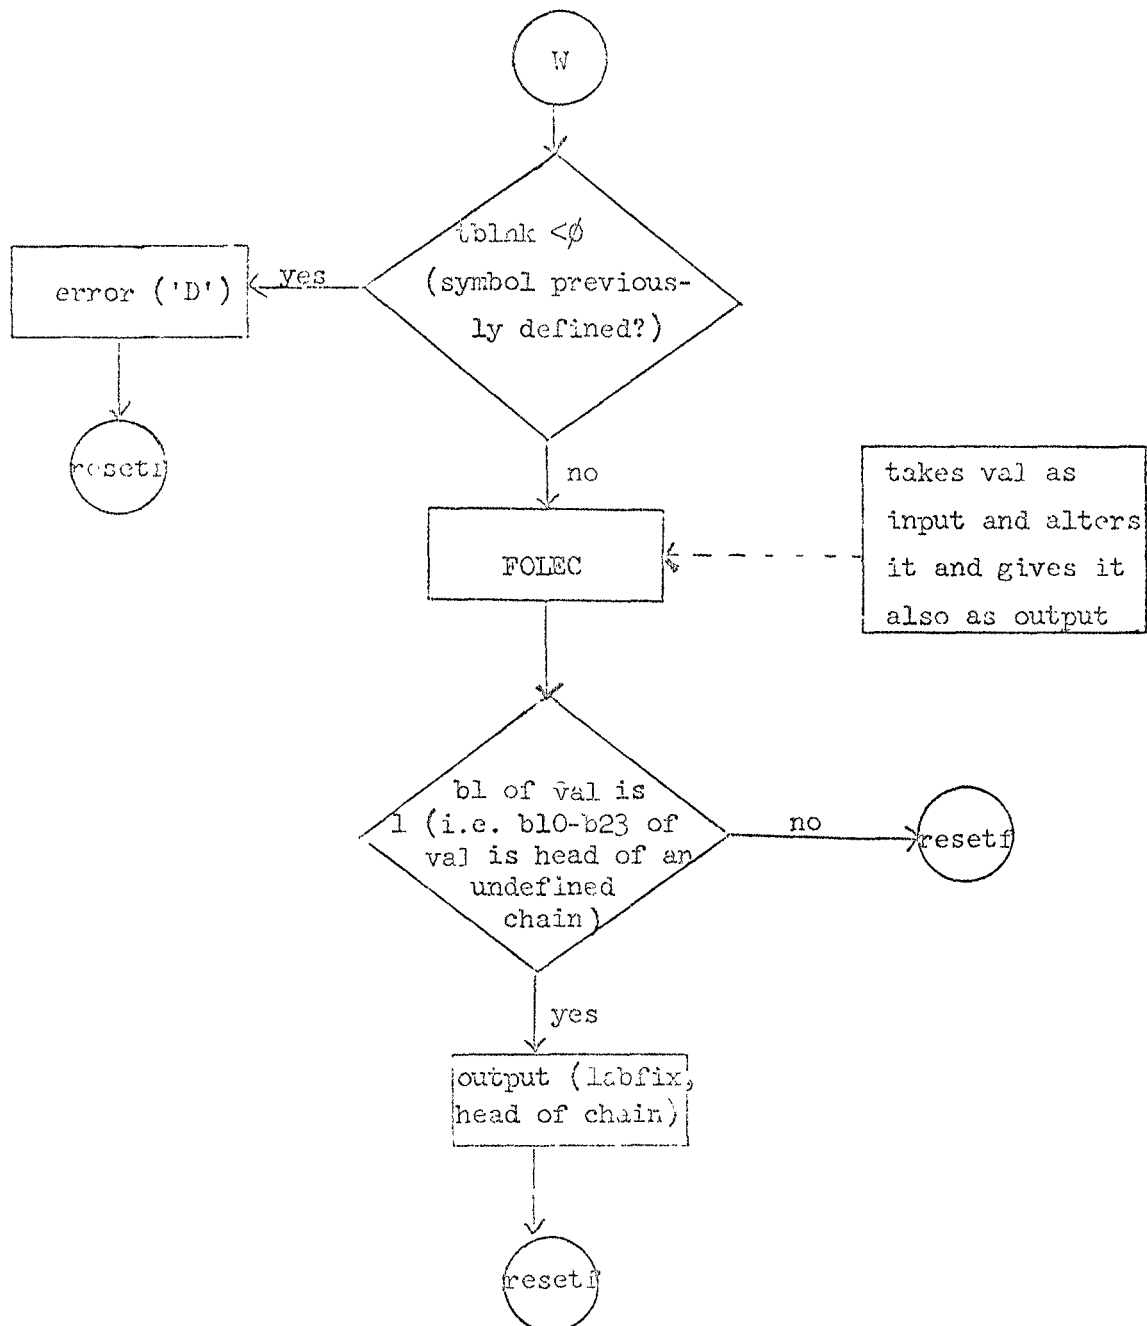 W
tblnk <ø
(symbol previous-
ly defined?)
yes
error ('D')
resetf
no
FOLEC
takes val as
input and alters
it and gives it
also as output
b1 of val is
1 (i.e. b10-b23 of
val is head of an
undefined
chain)
no
resetf
yes
output (labfix,
head of chain)
resetf